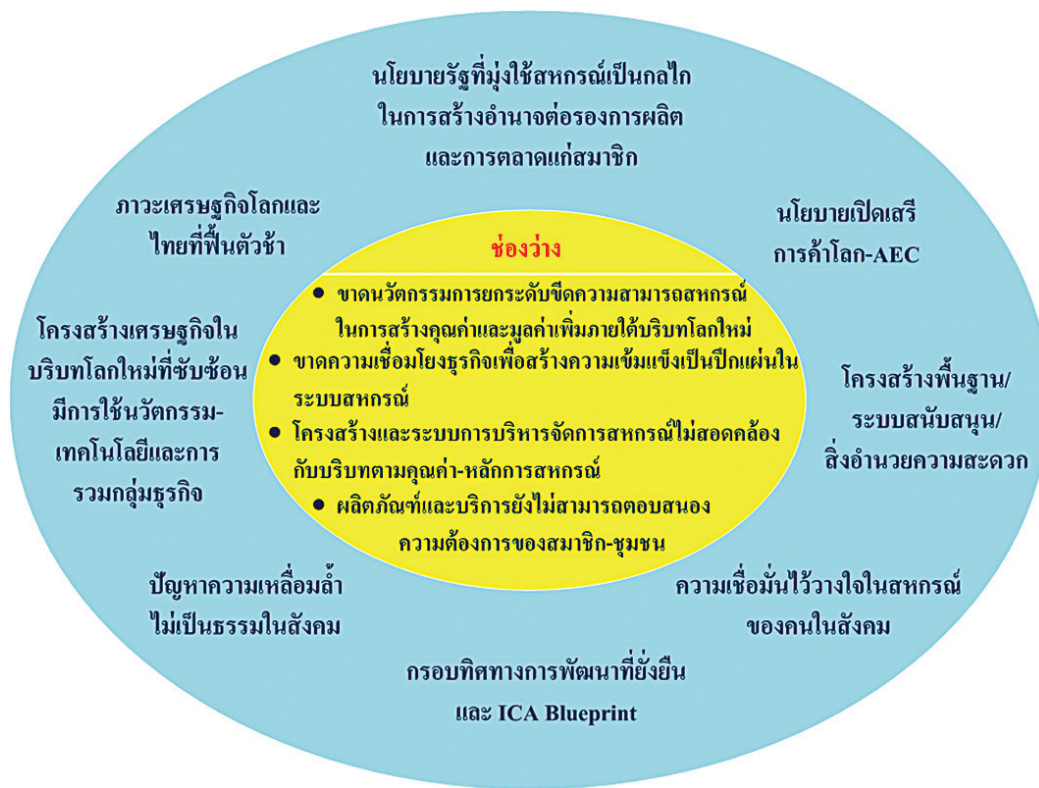 นโยบายรัฐที่มุ่งใช้สหกรณ์เป็นกลไก
ในการสร้างอำนาจต่อรองการผลิต
และการตลาดแก่สมาชิก
ภาวะเศรษฐกิจโลกและ
ไทยที่ฟื้นตัวช้า
นโยบายเปิดเสรี
การค้าโลก-AEC
ช่องว่าง
● ขาดนวัตกรรมการยกระดับขีดความสามารถสหกรณ์
ในการสร้างคุณค่าและมูลค่าเพิ่มภายใต้บริบทโลกใหม่
● ขาดความเชื่อมโยงธุรกิจเพื่อสร้างความเข้มแข็งเป็นปึกแผ่นใน
ระบบสหกรณ์
● โครงสร้างและระบบการบริหารจัดการสหกรณ์ไม่สอดคล้อง
กับบริบทตามคุณค่า-หลักการสหกรณ์
● ผลิตภัณฑ์และบริการยังไม่สามารถตอบสนอง
ความต้องการของสมาชิก-ชุมชน
โครงสร้างเศรษฐกิจใน
บริบทโลกใหม่ที่ซับซ้อน
มีการใช้นวัตกรรม-
เทคโนโลยีและการ
รวมกลุ่มธุรกิจ
โครงสร้างพื้นฐาน/
ระบบสนับสนุน/
สิ่งอำนวยความสะดวก
ปัญหาความเหลื่อมล้ำ
ไม่เป็นธรรมในสังคม
ความเชื่อมั่นไว้วางใจในสหกรณ์
ของคนในสังคม
กรอบทิศทางการพัฒนาที่ยั่งยืน
และ ICA Blueprint